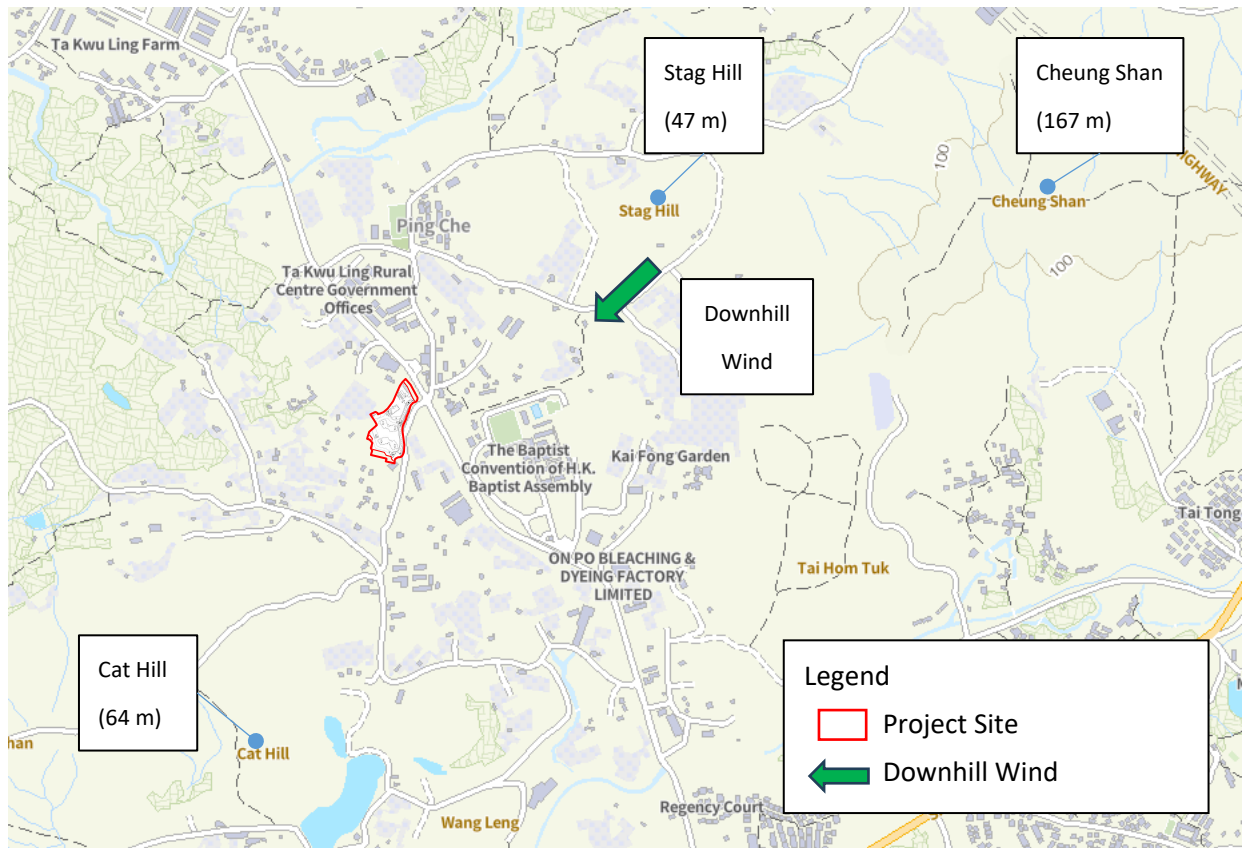 Ta Kwu Ling Farm
Stag Hill
(47 m)
Cheung Shan
(167 m)
100
HIGHWAY
Cheung Shan
Stag Hill
Ping Che
100
Ta Kwu Ling Rural
Centre Government
Offices
Downhill
Wind
The Baptist
Convention of H.K.
Baptist Assembly
Kai Fong Garden
Tai Tong
ON PO BLEACHING &
DYEING FACTORY
LIMITED
Tai Hom Tuk
Cat Hill
(64 m)
Legend
Project Site
Downhill Wind
han
Cat Hill
Regency Court
Wang Leng